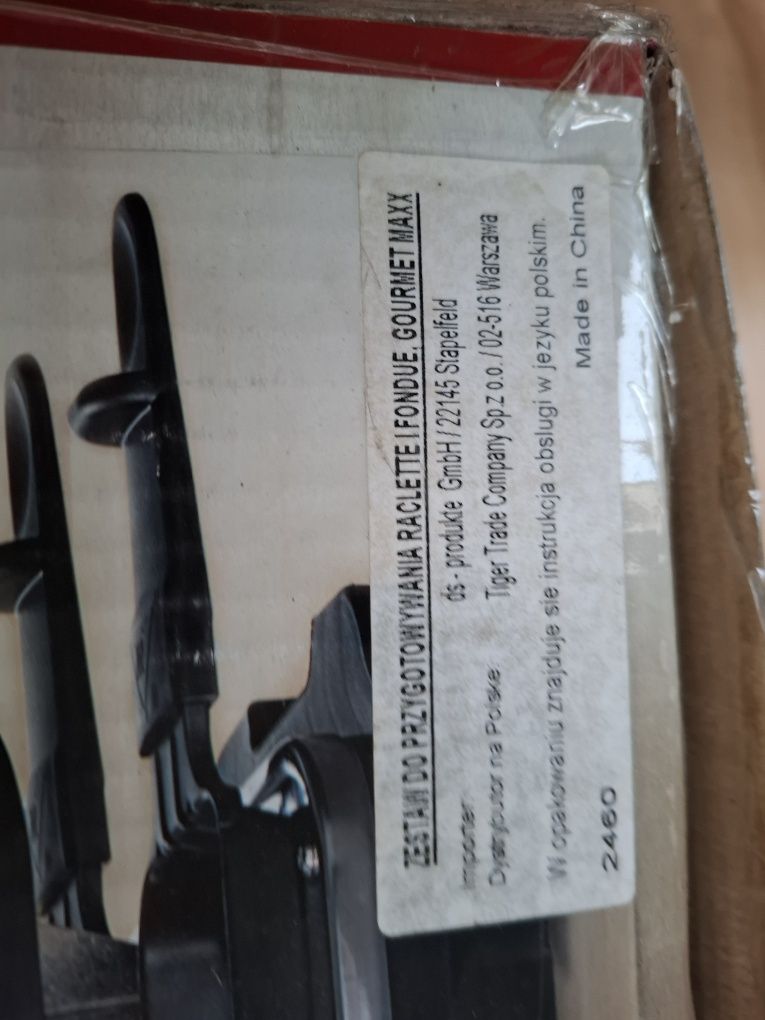 ZESTAW DO PRZYGOTOWYWANIA RACLETTE I FONDUE, GOURMET MAXX
Importer: ds - produkte GmbH / 22145 Stapelfeld
Dystrybutor na Polskę: Tiger Trade Company Sp.z o.o. / 02-516 Warszawa
W opakowaniu znajduje się instrukcja obsługi w języku polskim.
2460 Made in China